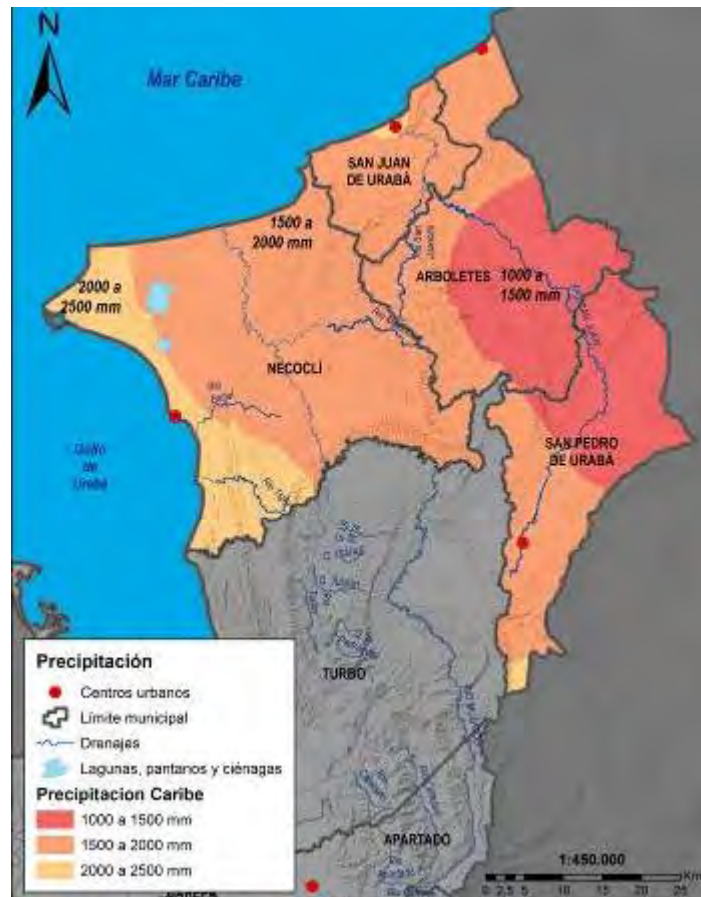 N
Mar Caribe
SAN JUAN
DE URABÁ
1500 a
2000 mm
2000 a
2500 mm
ARBOLETES
1000 a
1500 mm
NECOCLÍ
Golfo
de
Urabá
SAN PEDRO
DE URABÁ
TURBO
APARTADO
Precipitación
Centros urbanos
Límite municipal
Drenajes
Lagunas, pantanos y ciénagas
Precipitacion Caribe
1000 a 1500 mm
1500 a 2000 mm
2000 a 2500 mm
1:450.000
0 2,5 5 10 15 20 25 Km